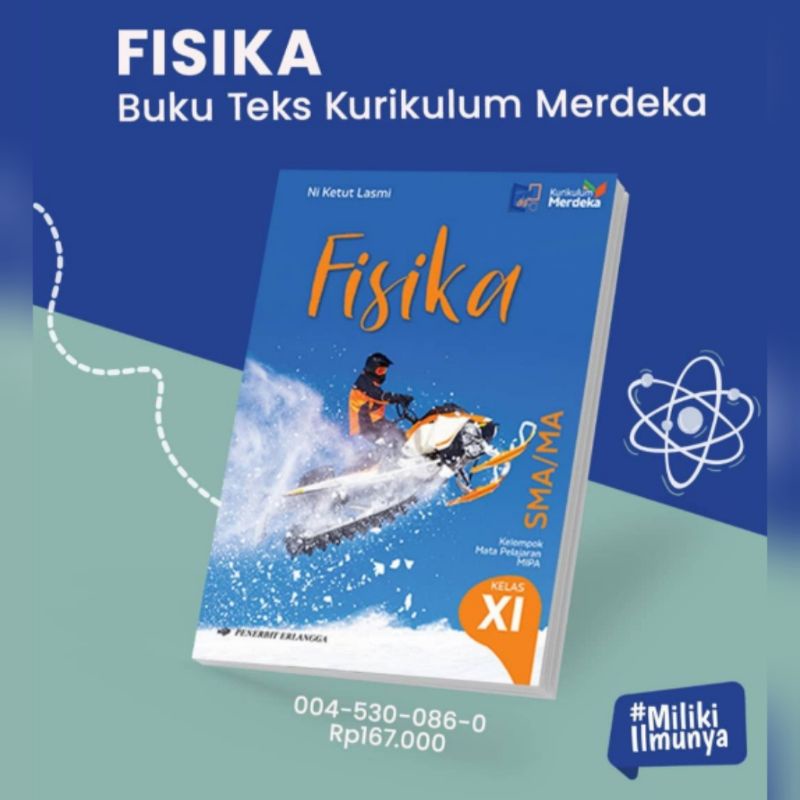 FISIKA
Buku Teks Kurikulum Merdeka
Ni Ketut Lasmi
Kurikulum
Merdeka
Fisika
SMA/MA
Kelompok
Mata Pelajaran
MIPA
KELAS
XI
PENERBIT ERLANGGA
004-530-086-0
Rp167.000
#Miliki
Ilmunya